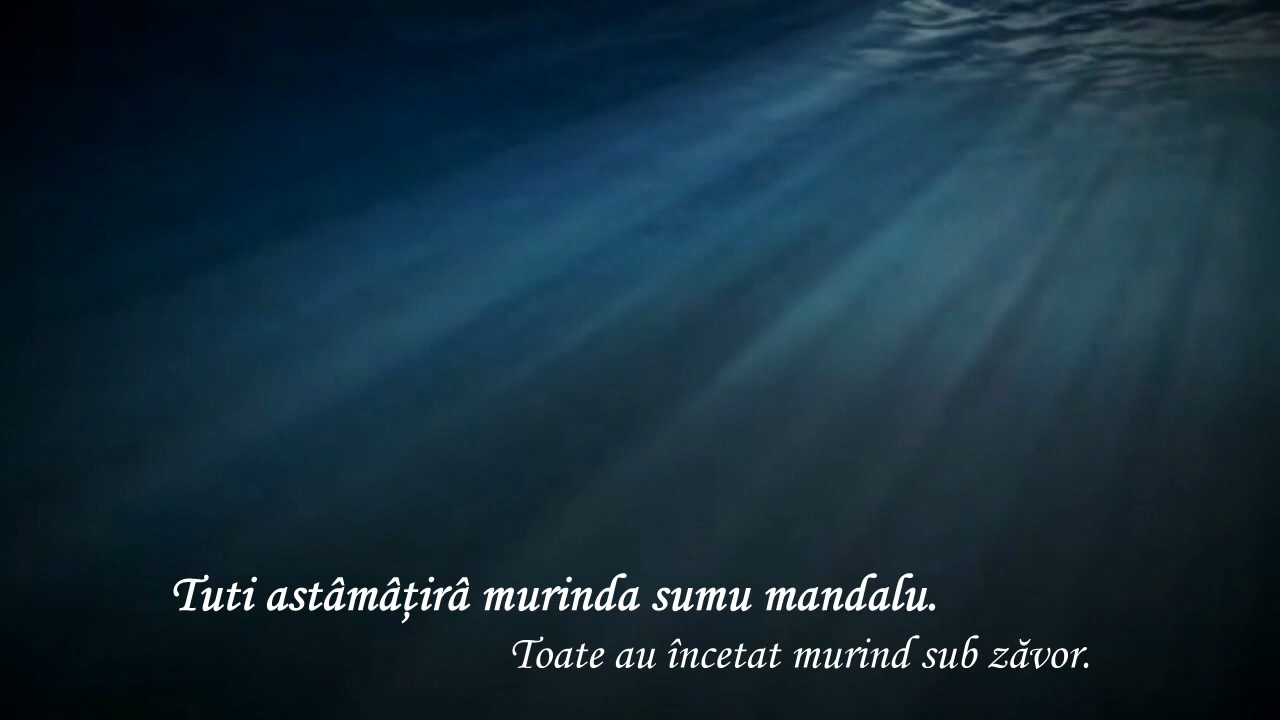 Tuti astâmâțirâ murinda sumu mandalu.
Toate au încetat murind sub zăvor.